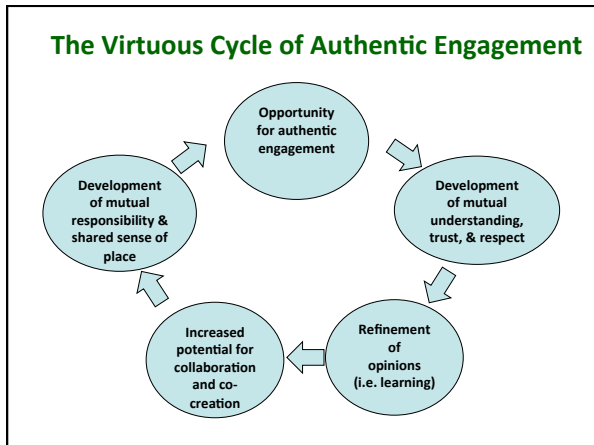 The Virtuous Cycle of Authentic Engagement
Opportunity
for authentic
engagement
Development
of mutual
understanding,
trust, & respect
Refinement
of
opinions
(i.e. learning)
Increased
potential for
collaboration
and co-
creation
Development
of mutual
responsibility &
shared sense of
place